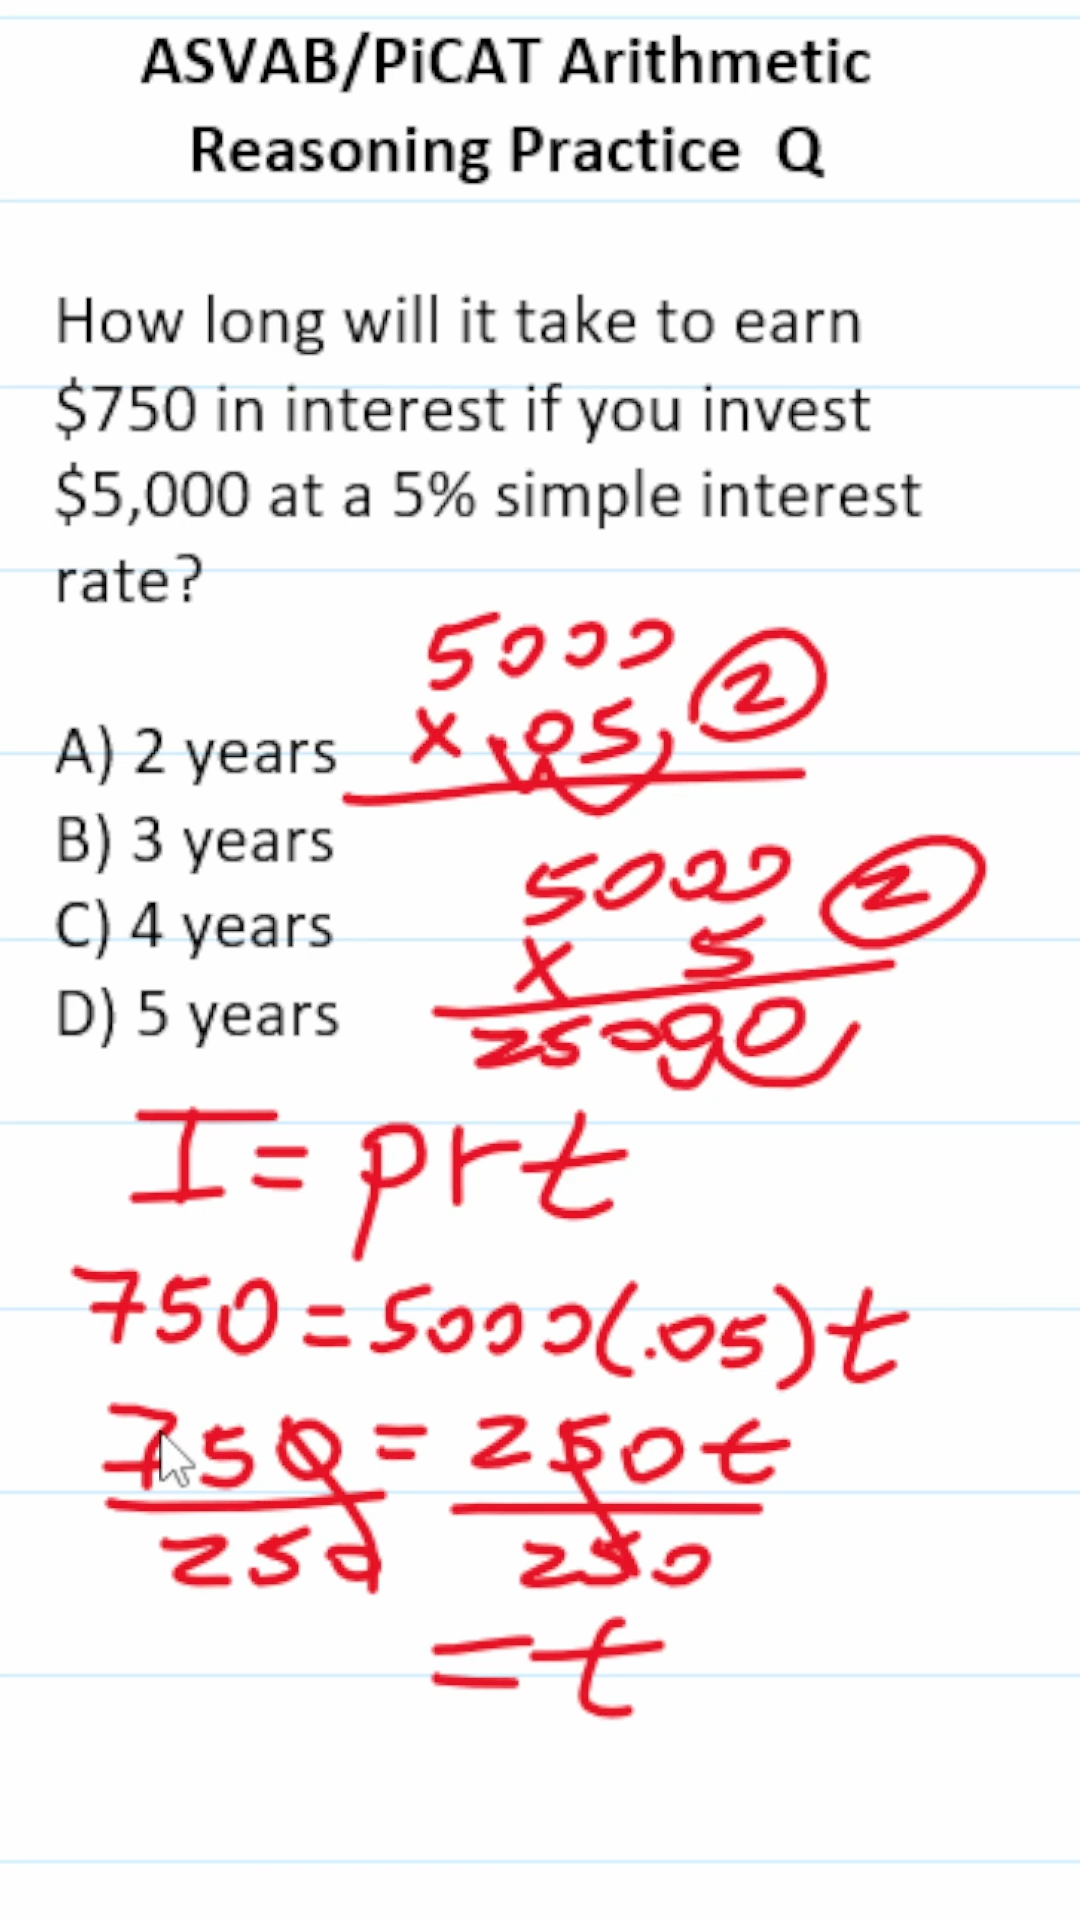 ASVAB/PiCAT Arithmetic
Reasoning Practice Q
How long will it take to earn
$750 in interest if you invest
$5,000 at a 5% simple interest
rate?
A) 2 years
B) 3 years
C) 4 years
D) 5 years
5000
x .05, 2
5000 2
x 5
25000
I = prt
750 = 5000(.05)t
750 = 250t
250 250
= t